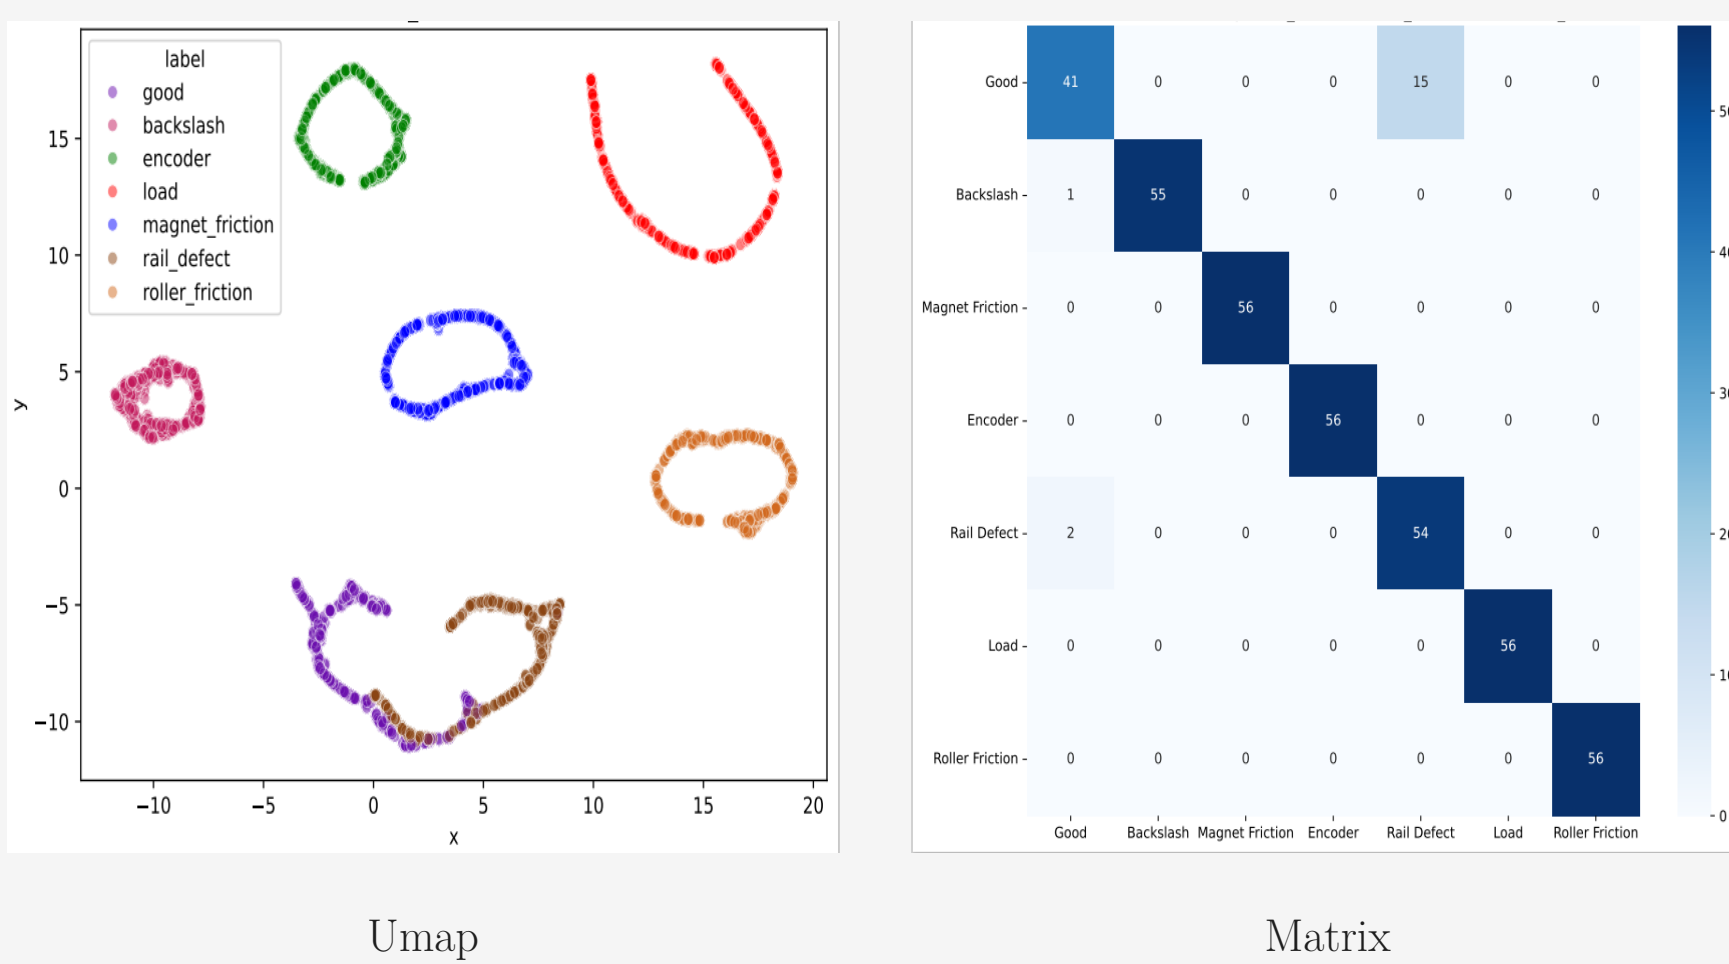 label
good
backslash
encoder
load
magnet_friction
rail_defect
roller_friction
15
10
5
0
−5
−10
y
−10 −5 0 5 10 15 20
x
Umap
Good 41 0 0 0 15 0 0
Backslash 1 55 0 0 0 0 0
Magnet Friction 0 0 56 0 0 0 0
Encoder 0 0 0 56 0 0 0
Rail Defect 2 0 0 0 54 0 0
Load 0 0 0 0 0 56 0
Roller Friction 0 0 0 0 0 0 56
Good Backslash Magnet Friction Encoder Rail Defect Load Roller Friction
10
0
Matrix